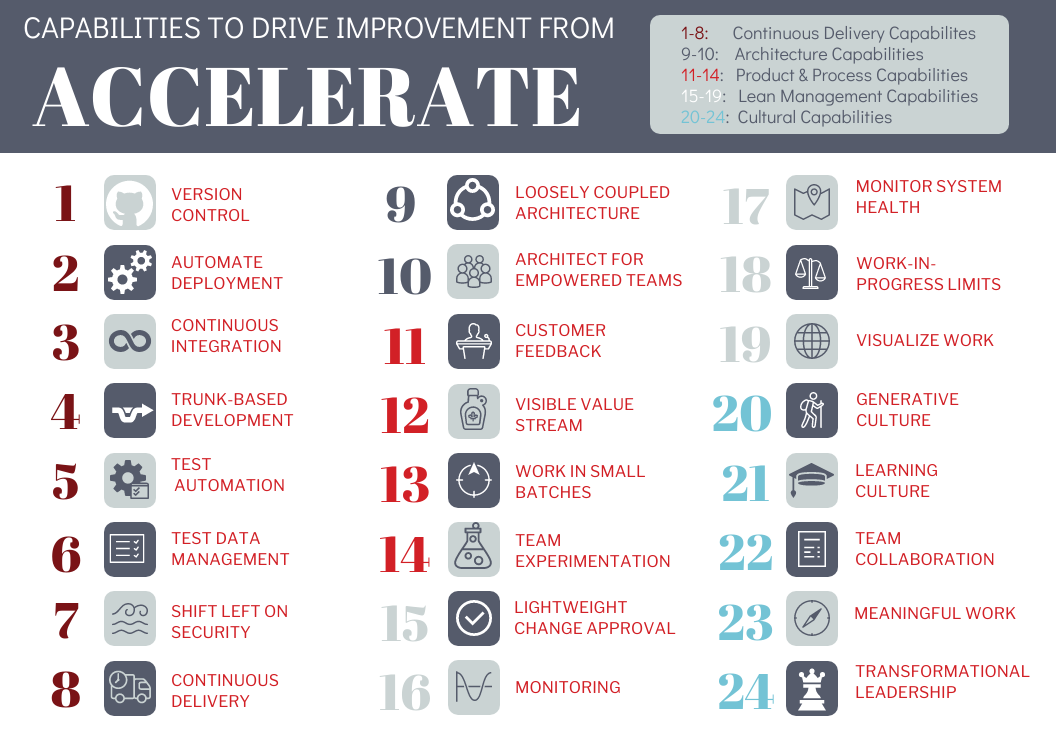 CAPABILITIES TO DRIVE IMPROVEMENT FROM
ACCELERATE
1-8: Continuous Delivery Capabilites
9-10: Architecture Capabilities
11-14: Product & Process Capabilities
15-19: Lean Management Capabilities
20-24: Cultural Capabilities
1
VERSION
CONTROL
2
AUTOMATE
DEPLOYMENT
3
CONTINUOUS
INTEGRATION
4
TRUNK-BASED
DEVELOPMENT
5
TEST
AUTOMATION
6
TEST DATA
MANAGEMENT
7
SHIFT LEFT ON
SECURITY
8
CONTINUOUS
DELIVERY
9
LOOSELY COUPLED
ARCHITECTURE
10
ARCHITECT FOR
EMPOWERED TEAMS
11
CUSTOMER
FEEDBACK
12
VISIBLE VALUE
STREAM
13
WORK IN SMALL
BATCHES
14
TEAM
EXPERIMENTATION
15
LIGHTWEIGHT
CHANGE APPROVAL
16
MONITORING
17
MONITOR SYSTEM
HEALTH
18
WORK-IN-
PROGRESS LIMITS
19
VISUALIZE WORK
20
GENERATIVE
CULTURE
21
LEARNING
CULTURE
22
TEAM
COLLABORATION
23
MEANINGFUL WORK
24
TRANSFORMATIONAL
LEADERSHIP